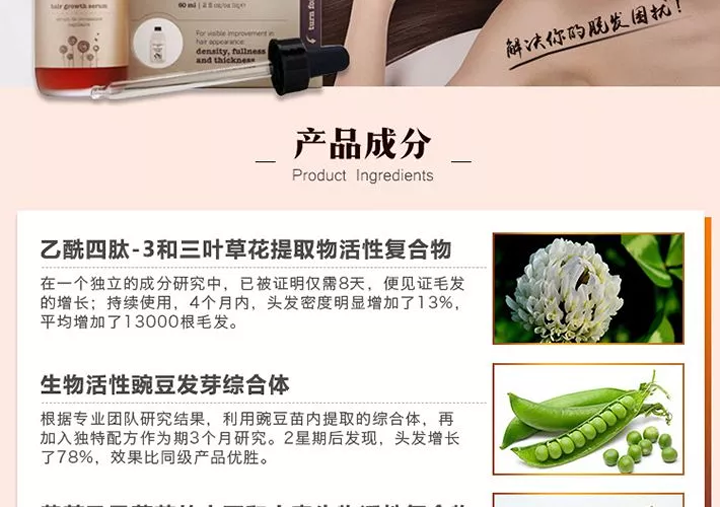 hair growth serum
60 ml | 2 fl oz/oz liq
For visible improvement in
hair appearance:
density, fullness
and thickness
turn for
解决你的脱发困扰！
产品成分
Product Ingredients
乙酰四肽-3和三叶草花提取物活性复合物
在一个独立的成分研究中，已被证明仅需8天，便见证毛发
的增长；持续使用，4个月内，头发密度明显增加了13%，
平均增加了13000根毛发。
生物活性豌豆发芽综合体
根据专业团队研究结果，利用豌豆苗内提取的综合体，再
加入独特配方作为期3个月研究。2星期后发现，头发增长
了78%，效果比同级产品优胜。